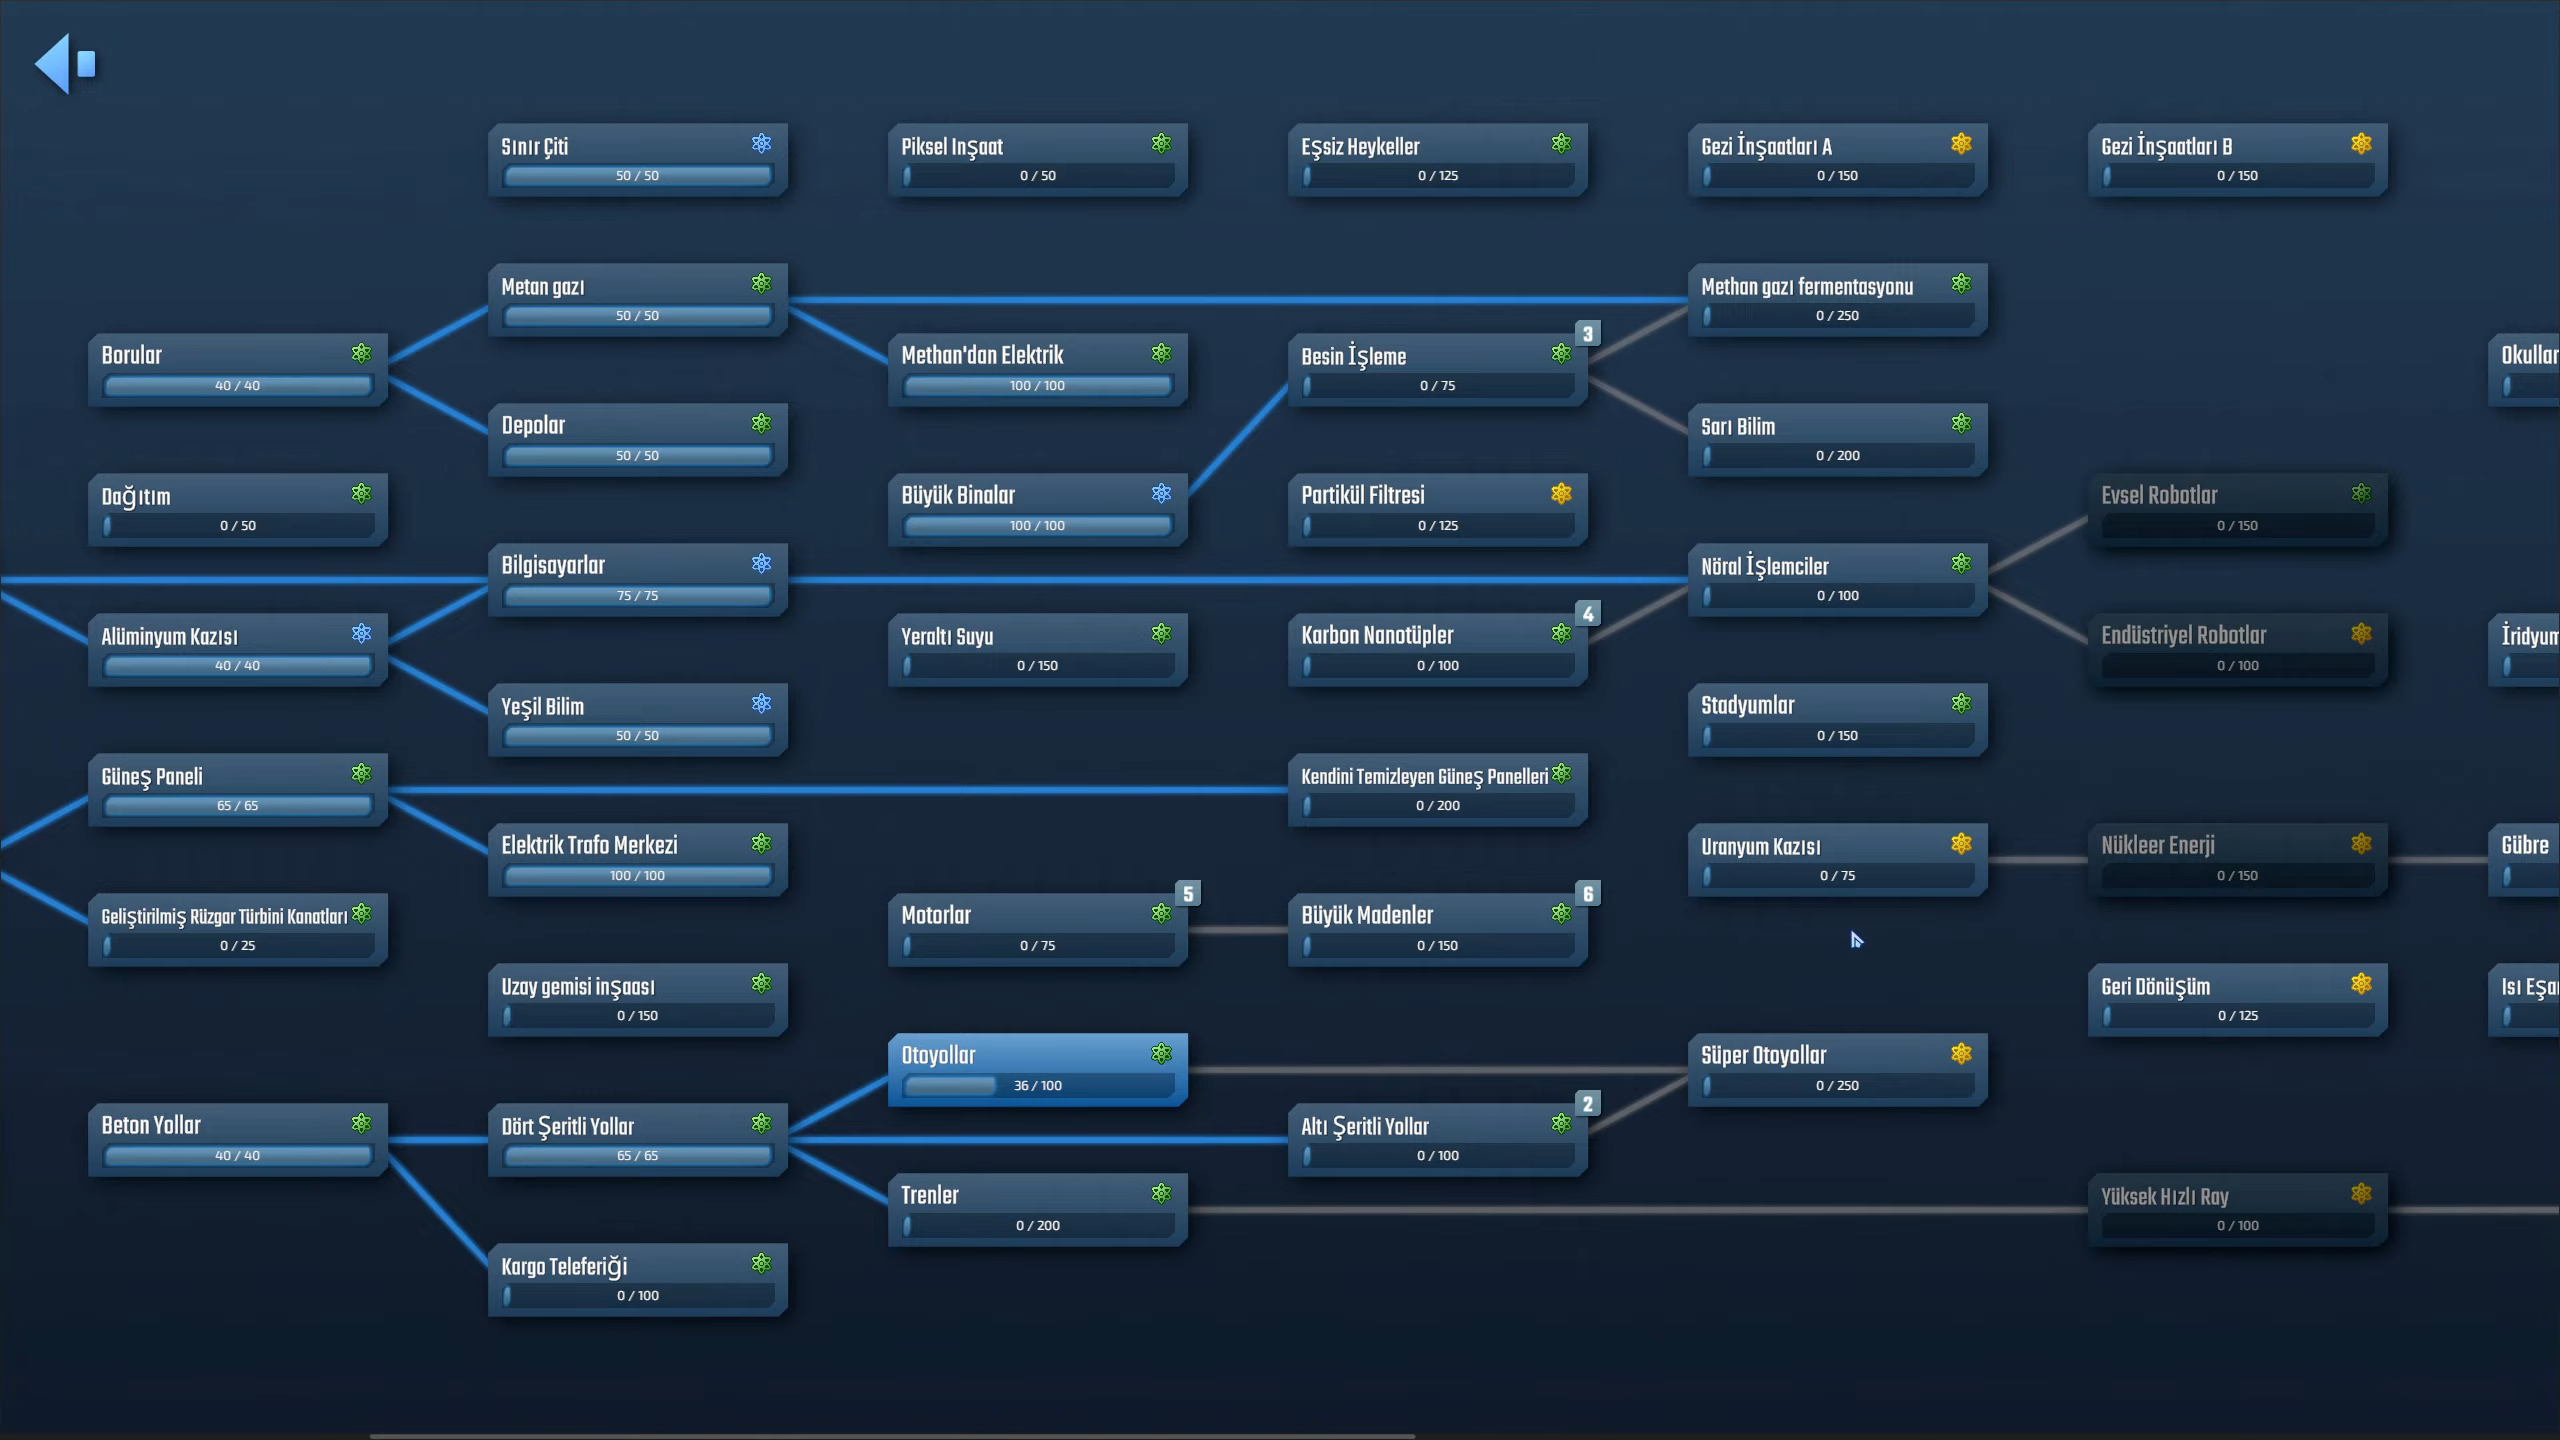 Sınır Çiti
50 / 50
Piksel Inşaat
0 / 50
Eşsiz Heykeller
0 / 125
Gezi İnşaatları A
0 / 150
Gezi İnşaatları B
0 / 150
Metan gazı
50 / 50
Methan gazı fermentasyonu
0 / 250
Borular
40 / 40
Methan'dan Elektrik
100 / 100
3
Besin İşleme
0 / 75
Okullar
Depolar
50 / 50
Sarı Bilim
0 / 200
Dağıtım
0 / 50
Büyük Binalar
100 / 100
Partikül Filtresi
0 / 125
Evsel Robotlar
0 / 150
Bilgisayarlar
75 / 75
Nöral İşlemciler
0 / 100
Alüminyum Kazısı
40 / 40
Yeraltı Suyu
0 / 150
4
Karbon Nanotüpler
0 / 100
Endüstriyel Robotlar
0 / 100
İridyum
Yeşil Bilim
50 / 50
Stadyumlar
0 / 150
Güneş Paneli
65 / 65
Kendini Temizleyen Güneş Panelleri
0 / 200
Elektrik Trafo Merkezi
100 / 100
Uranyum Kazısı
0 / 75
Nükleer Enerji
0 / 150
Gübre
Geliştirilmiş Rüzgar Türbini Kanatları
0 / 25
5
Motorlar
0 / 75
6
Büyük Madenler
0 / 150
Uzay gemisi inşaası
0 / 150
Geri Dönüşüm
0 / 125
Isı
Otoyollar
36 / 100
Süper Otoyollar
0 / 250
Beton Yollar
40 / 40
Dört Şeritli Yollar
65 / 65
2
Altı Şeritli Yollar
0 / 100
Trenler
0 / 200
Yüksek Hızlı Ray
0 / 100
Kargo Teleferiği
0 / 100